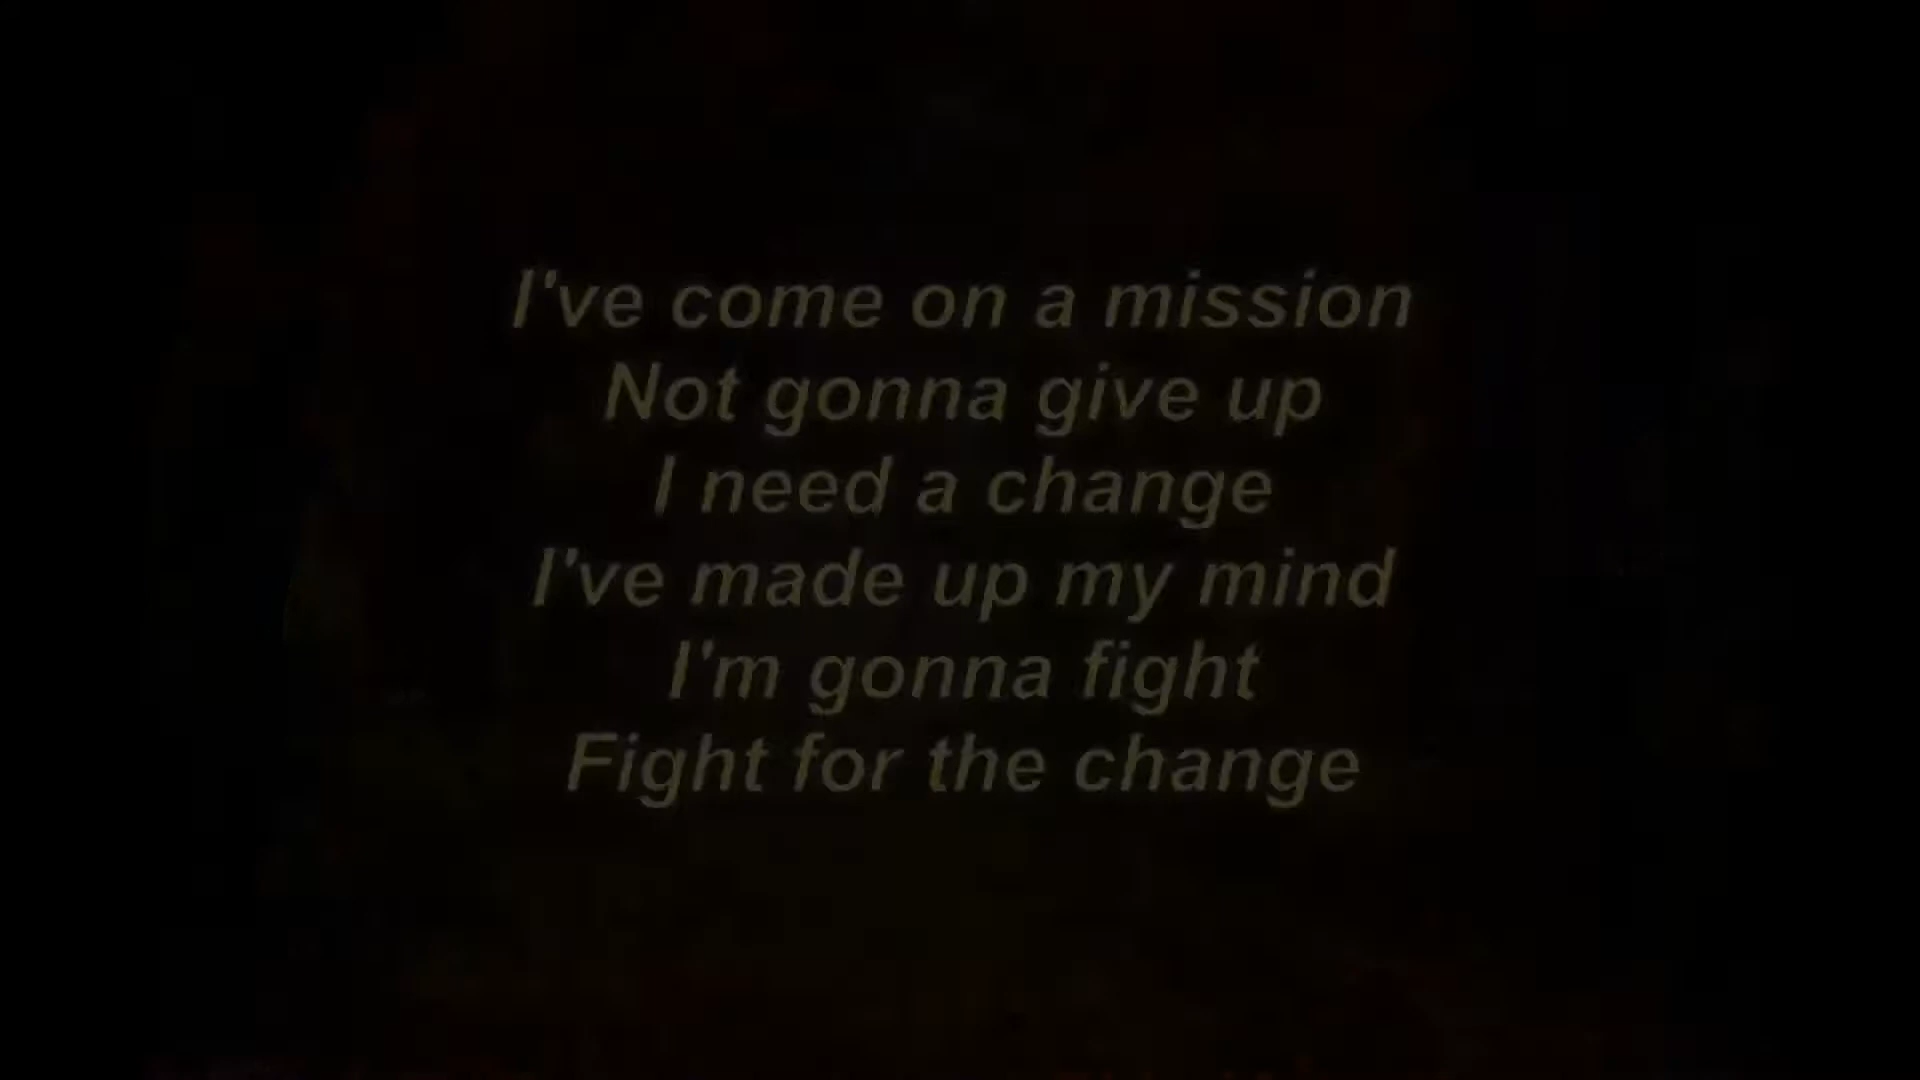 I've come on a mission
Not gonna give up
I need a change
I've made up my mind
I'm gonna fight
Fight for the change